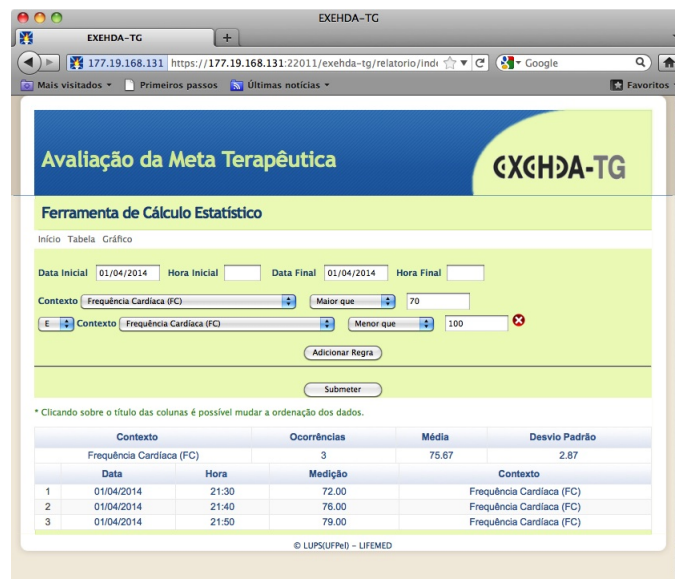 EXEHDA-TG
EXEHDA-TG +
177.19.168.131 https://177.19.168.131:22011/exehda-tg/relatorio/inde Google
Mais visitados Primeiros passos Últimas notícias Favoritos
Avaliação da Meta Terapêutica
EXEHDA-TG
Ferramenta de Cálculo Estatístico
Início Tabela Gráfico
Data Inicial 01/04/2014 Hora Inicial Data Final 01/04/2014 Hora Final
Contexto Frequência Cardíaca (FC) Maior que 70
E Contexto Frequência Cardíaca (FC) Menor que 100
Adicionar Regra
Submeter
* Clicando sobre o título das colunas é possível mudar a ordenação dos dados.
Contexto Ocorrências Média Desvio Padrão
Frequência Cardíaca (FC) 3 75.67 2.87
Data Hora Medição Contexto
1 01/04/2014 21:30 72.00 Frequência Cardíaca (FC)
2 01/04/2014 21:40 76.00 Frequência Cardíaca (FC)
3 01/04/2014 21:50 79.00 Frequência Cardíaca (FC)
© LUPS(UFPel) - LIFEMED